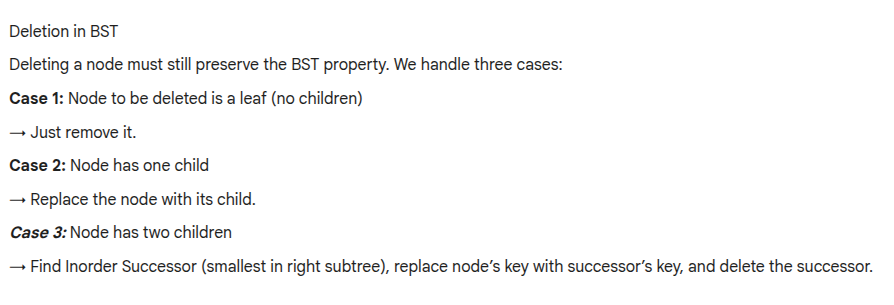 Deletion in BST
Deleting a node must still preserve the BST property. We handle three cases:
Case 1: Node to be deleted is a leaf (no children)
→ Just remove it.
Case 2: Node has one child
→ Replace the node with its child.
Case 3: Node has two children
→ Find Inorder Successor (smallest in right subtree), replace node’s key with successor’s key, and delete the successor.